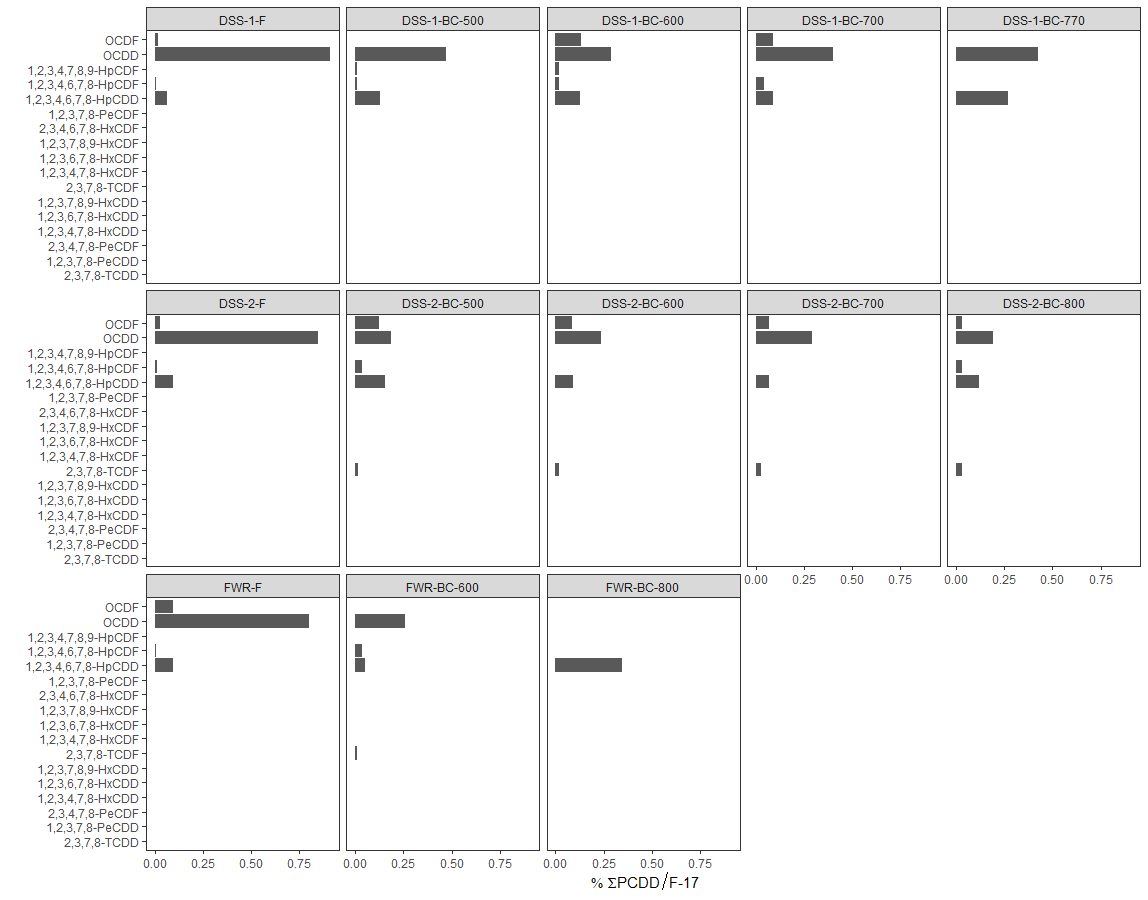 DSS-1-F DSS-1-BC-500 DSS-1-BC-600 DSS-1-BC-700 DSS-1-BC-770
OCDF
OCDD
1,2,3,4,7,8,9-HpCDF
1,2,3,4,6,7,8-HpCDF
1,2,3,4,6,7,8-HpCDD
1,2,3,7,8-PeCDF
2,3,4,6,7,8-HxCDF
1,2,3,7,8,9-HxCDF
1,2,3,6,7,8-HxCDF
1,2,3,4,7,8-HxCDF
2,3,7,8-TCDF
1,2,3,7,8,9-HxCDD
1,2,3,6,7,8-HxCDD
1,2,3,4,7,8-HxCDD
2,3,4,7,8-PeCDF
1,2,3,7,8-PeCDD
2,3,7,8-TCDD
DSS-2-F DSS-2-BC-500 DSS-2-BC-600 DSS-2-BC-700 DSS-2-BC-800
OCDF
OCDD
1,2,3,4,7,8,9-HpCDF
1,2,3,4,6,7,8-HpCDF
1,2,3,4,6,7,8-HpCDD
1,2,3,7,8-PeCDF
2,3,4,6,7,8-HxCDF
1,2,3,7,8,9-HxCDF
1,2,3,6,7,8-HxCDF
1,2,3,4,7,8-HxCDF
2,3,7,8-TCDF
1,2,3,7,8,9-HxCDD
1,2,3,6,7,8-HxCDD
1,2,3,4,7,8-HxCDD
2,3,4,7,8-PeCDF
1,2,3,7,8-PeCDD
2,3,7,8-TCDD
0.00 0.25 0.50 0.75 0.00 0.25 0.50 0.75
FWR-F FWR-BC-600 FWR-BC-800
OCDF
OCDD
1,2,3,4,7,8,9-HpCDF
1,2,3,4,6,7,8-HpCDF
1,2,3,4,6,7,8-HpCDD
1,2,3,7,8-PeCDF
2,3,4,6,7,8-HxCDF
1,2,3,7,8,9-HxCDF
1,2,3,6,7,8-HxCDF
1,2,3,4,7,8-HxCDF
2,3,7,8-TCDF
1,2,3,7,8,9-HxCDD
1,2,3,6,7,8-HxCDD
1,2,3,4,7,8-HxCDD
2,3,4,7,8-PeCDF
1,2,3,7,8-PeCDD
2,3,7,8-TCDD
0.00 0.25 0.50 0.75 0.00 0.25 0.50 0.75 0.00 0.25 0.50 0.75
% ΣPCDD/F-17